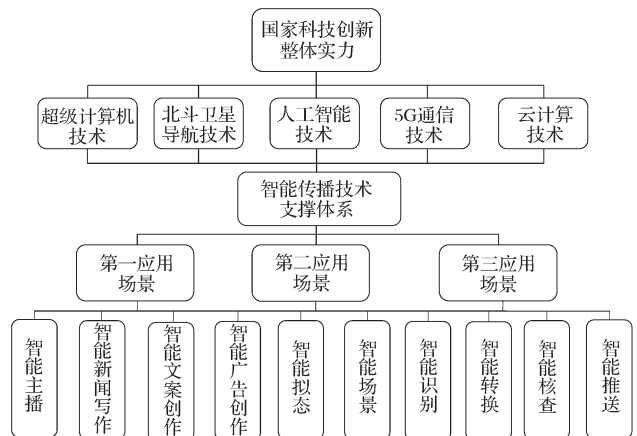 国家科技创新
整体实力
超级计算机
技术
北斗卫星
导航技术
人工智能
技术
5G通信
技术
云计算
技术
智能传播技术
支撑体系
第一应用
场景
第二应用
场景
第三应用
场景
智能主播
智能新闻写作
智能文案创作
智能广告创作
智能拟态
智能场景
智能识别
智能转换
智能核查
智能推送